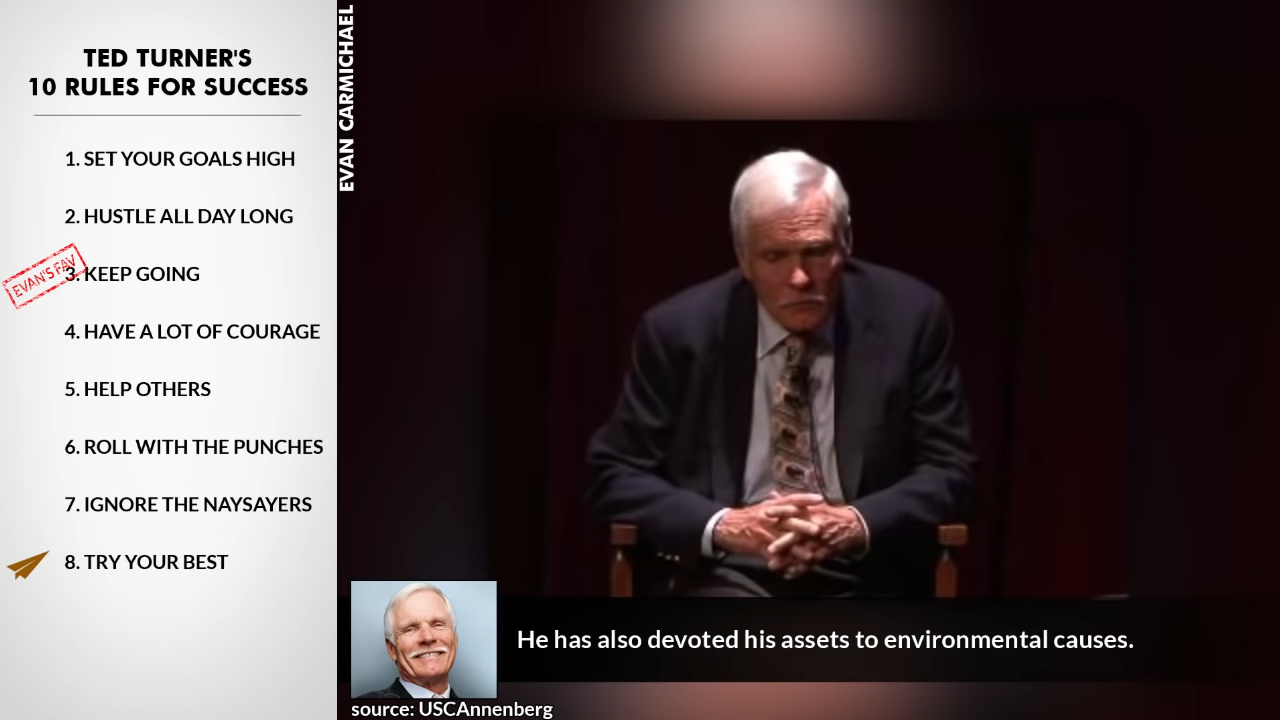 TED TURNER'S
10 RULES FOR SUCCESS
1. SET YOUR GOALS HIGH
2. HUSTLE ALL DAY LONG
EVAN'S FAV
3. KEEP GOING
4. HAVE A LOT OF COURAGE
5. HELP OTHERS
6. ROLL WITH THE PUNCHES
7. IGNORE THE NAYSAYERS
8. TRY YOUR BEST
EVAN CARMICHAEL
He has also devoted his assets to environmental causes.
source: USCAnnenberg